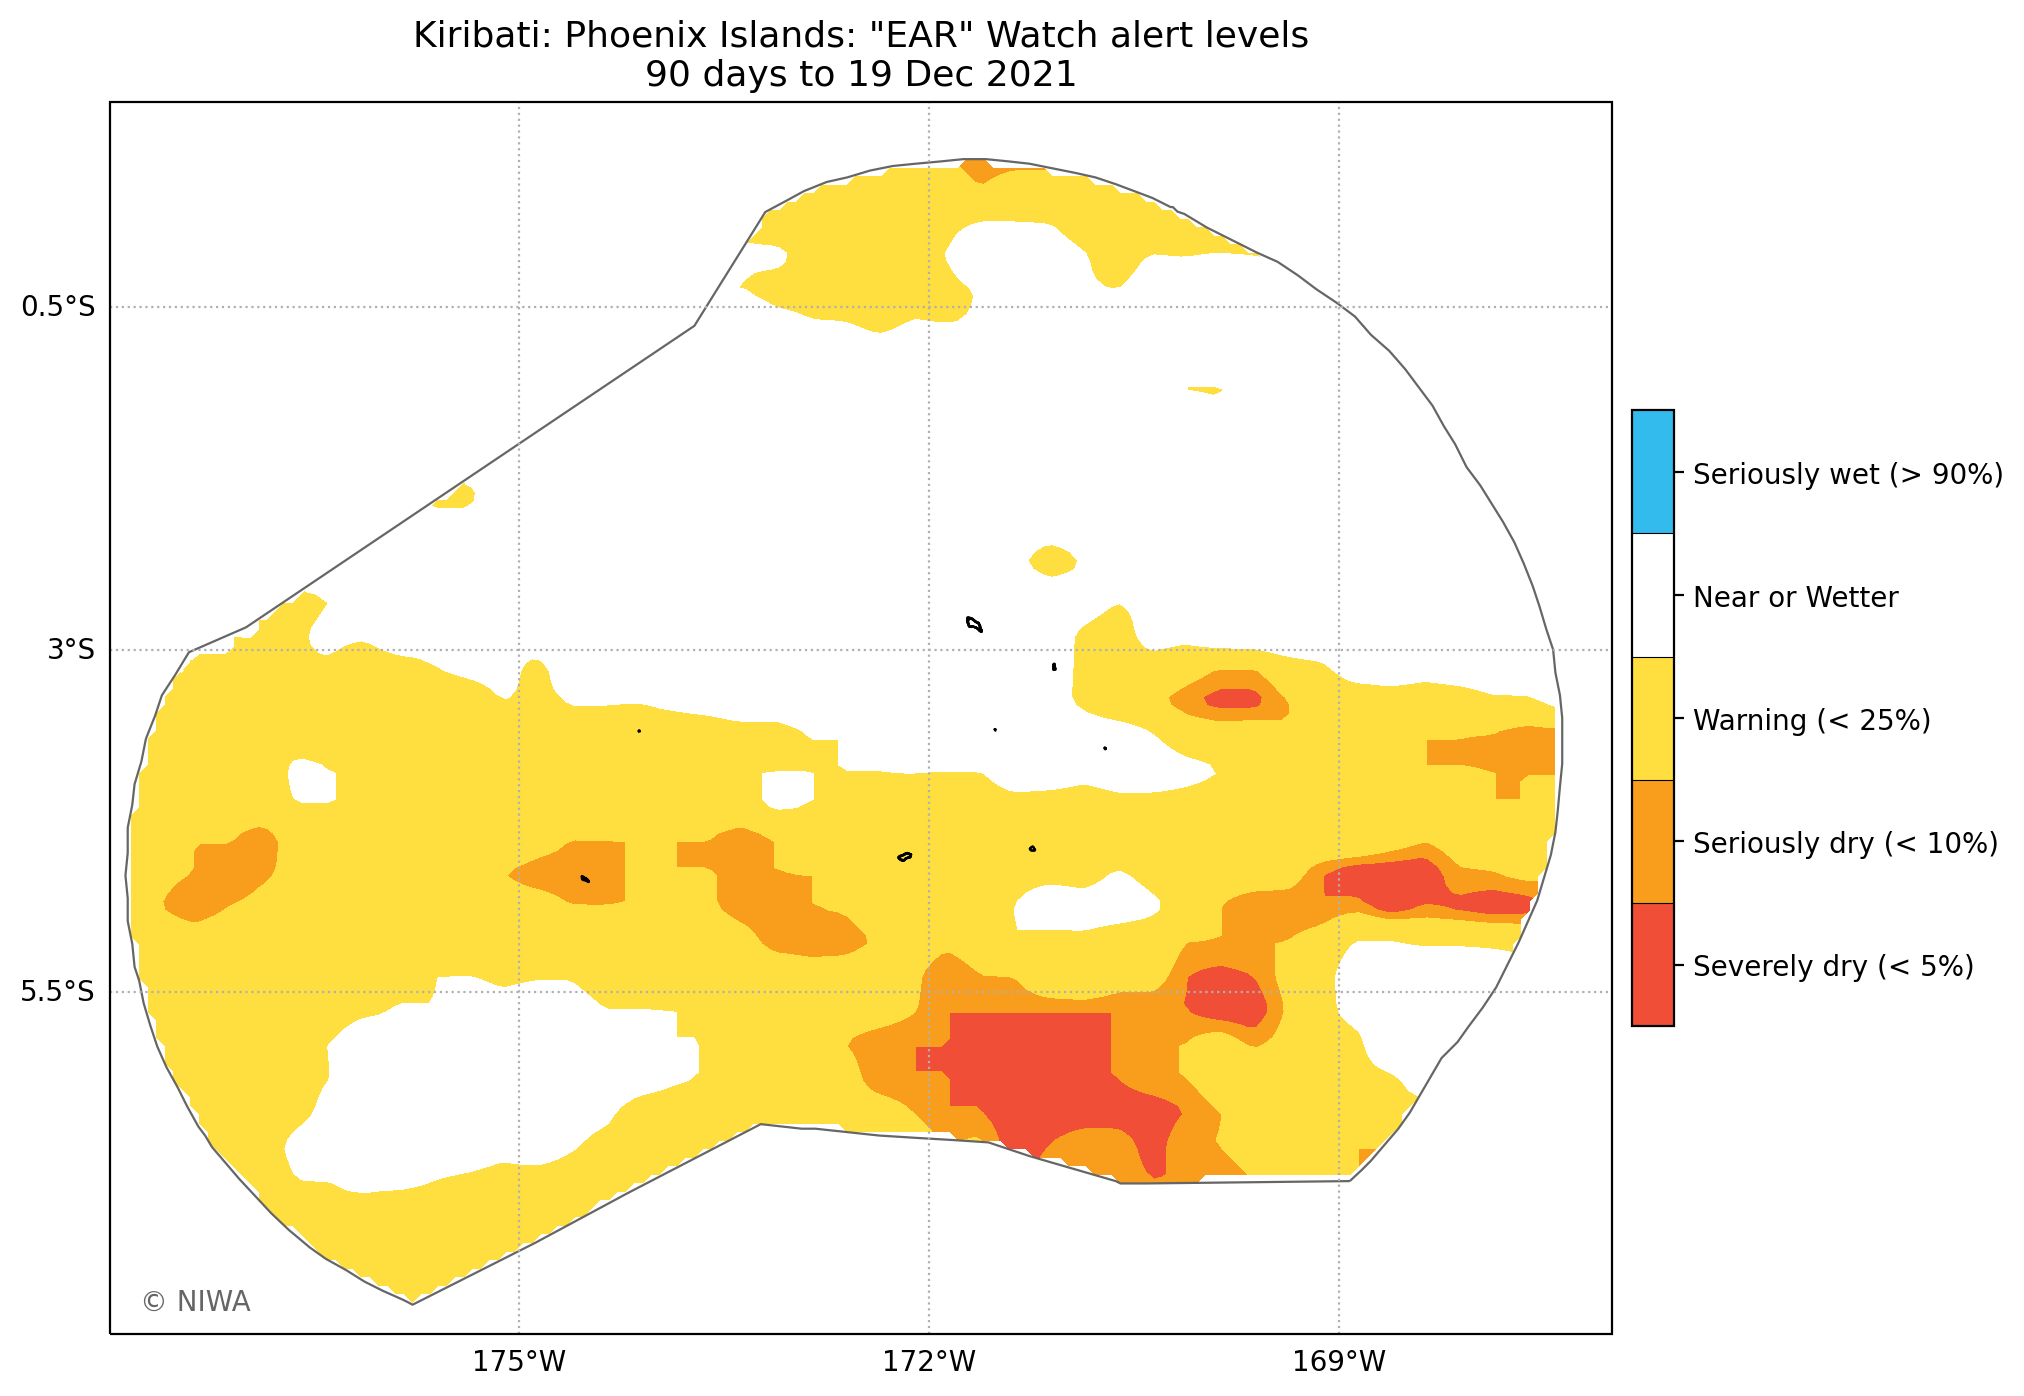 Kiribati: Phoenix Islands: "EAR" Watch alert levels
90 days to 19 Dec 2021
0.5°S
3°S
5.5°S
175°W
172°W
169°W
Seriously wet (> 90%)
Near or Wetter
Warning (< 25%)
Seriously dry (< 10%)
Severely dry (< 5%)
© NIWA